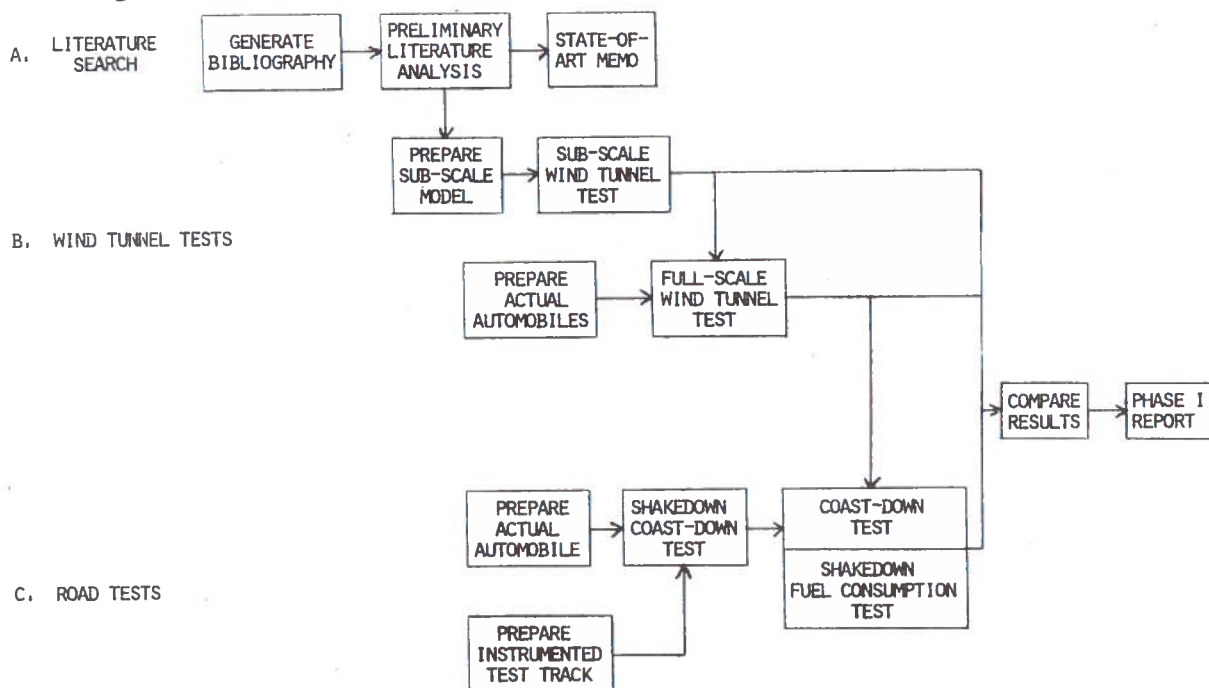 A. LITERATURE
SEARCH
GENERATE
BIBLIOGRAPHY
PRELIMINARY
LITERATURE
ANALYSIS
STATE-OF-
ART MEMO
PREPARE
SUB-SCALE
MODEL
SUB-SCALE
WIND TUNNEL
TEST
B. WIND TUNNEL TESTS
PREPARE
ACTUAL
AUTOMOBILES
FULL-SCALE
WIND TUNNEL
TEST
COMPARE
RESULTS
PHASE I
REPORT
PREPARE
ACTUAL
AUTOMOBILE
SHAKEDOWN
COAST-DOWN
TEST
COAST-DOWN
TEST
SHAKEDOWN
FUEL CONSUMPTION
TEST
C. ROAD TESTS
PREPARE
INSTRUMENTED
TEST TRACK